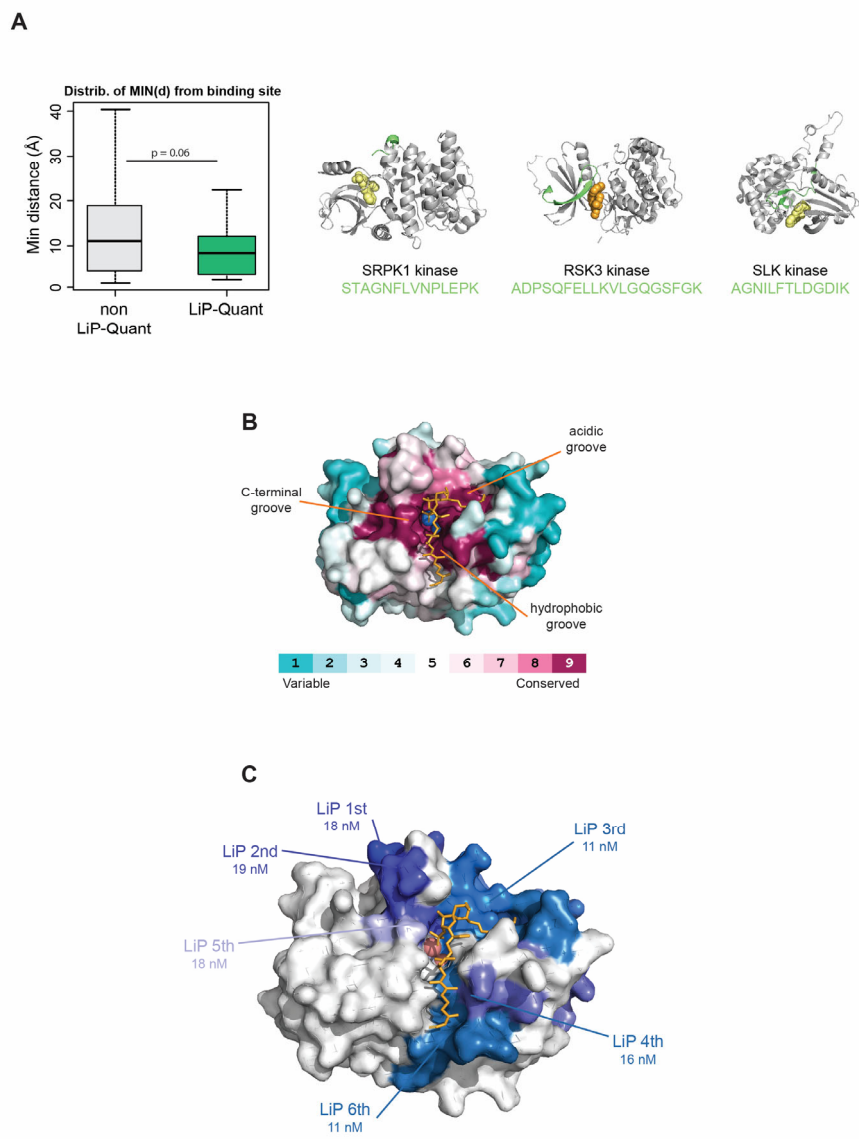 A
Distrib. of MIN(d) from binding site
Min distance (Å)
40
30
20
10
0
p = 0.06
non
LiP-Quant
LiP-Quant
SRPK1 kinase
STAGNFLVNPLEPK
RSK3 kinase
ADPSQFELLKVLGQGSFGK
SLK kinase
AGNILFTLDGDIK
B
acidic
groove
C-terminal
groove
hydrophobic
groove
1 2 3 4 5 6 7 8 9
Variable Conserved
C
LiP 1st
18 nM
LiP 2nd
19 nM
LiP 3rd
11 nM
LiP 5th
18 nM
LiP 4th
16 nM
LiP 6th
11 nM